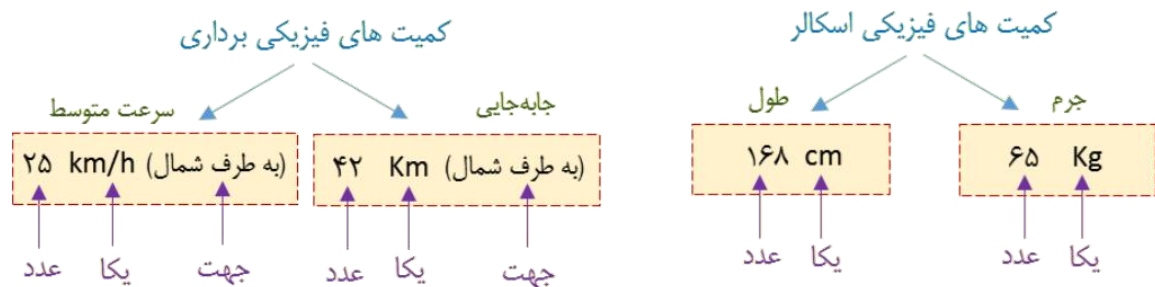 کمیت های فیزیکی اسکالر
جرم
طول
۶۵ Kg
۱۶۸ cm
یکا
عدد
یکا
عدد
کمیت های فیزیکی برداری
جابه‌جایی
سرعت متوسط
۴۲ Km (به طرف شمال)
۲۵ km/h (به طرف شمال)
جهت
یکا
عدد
جهت
یکا
عدد